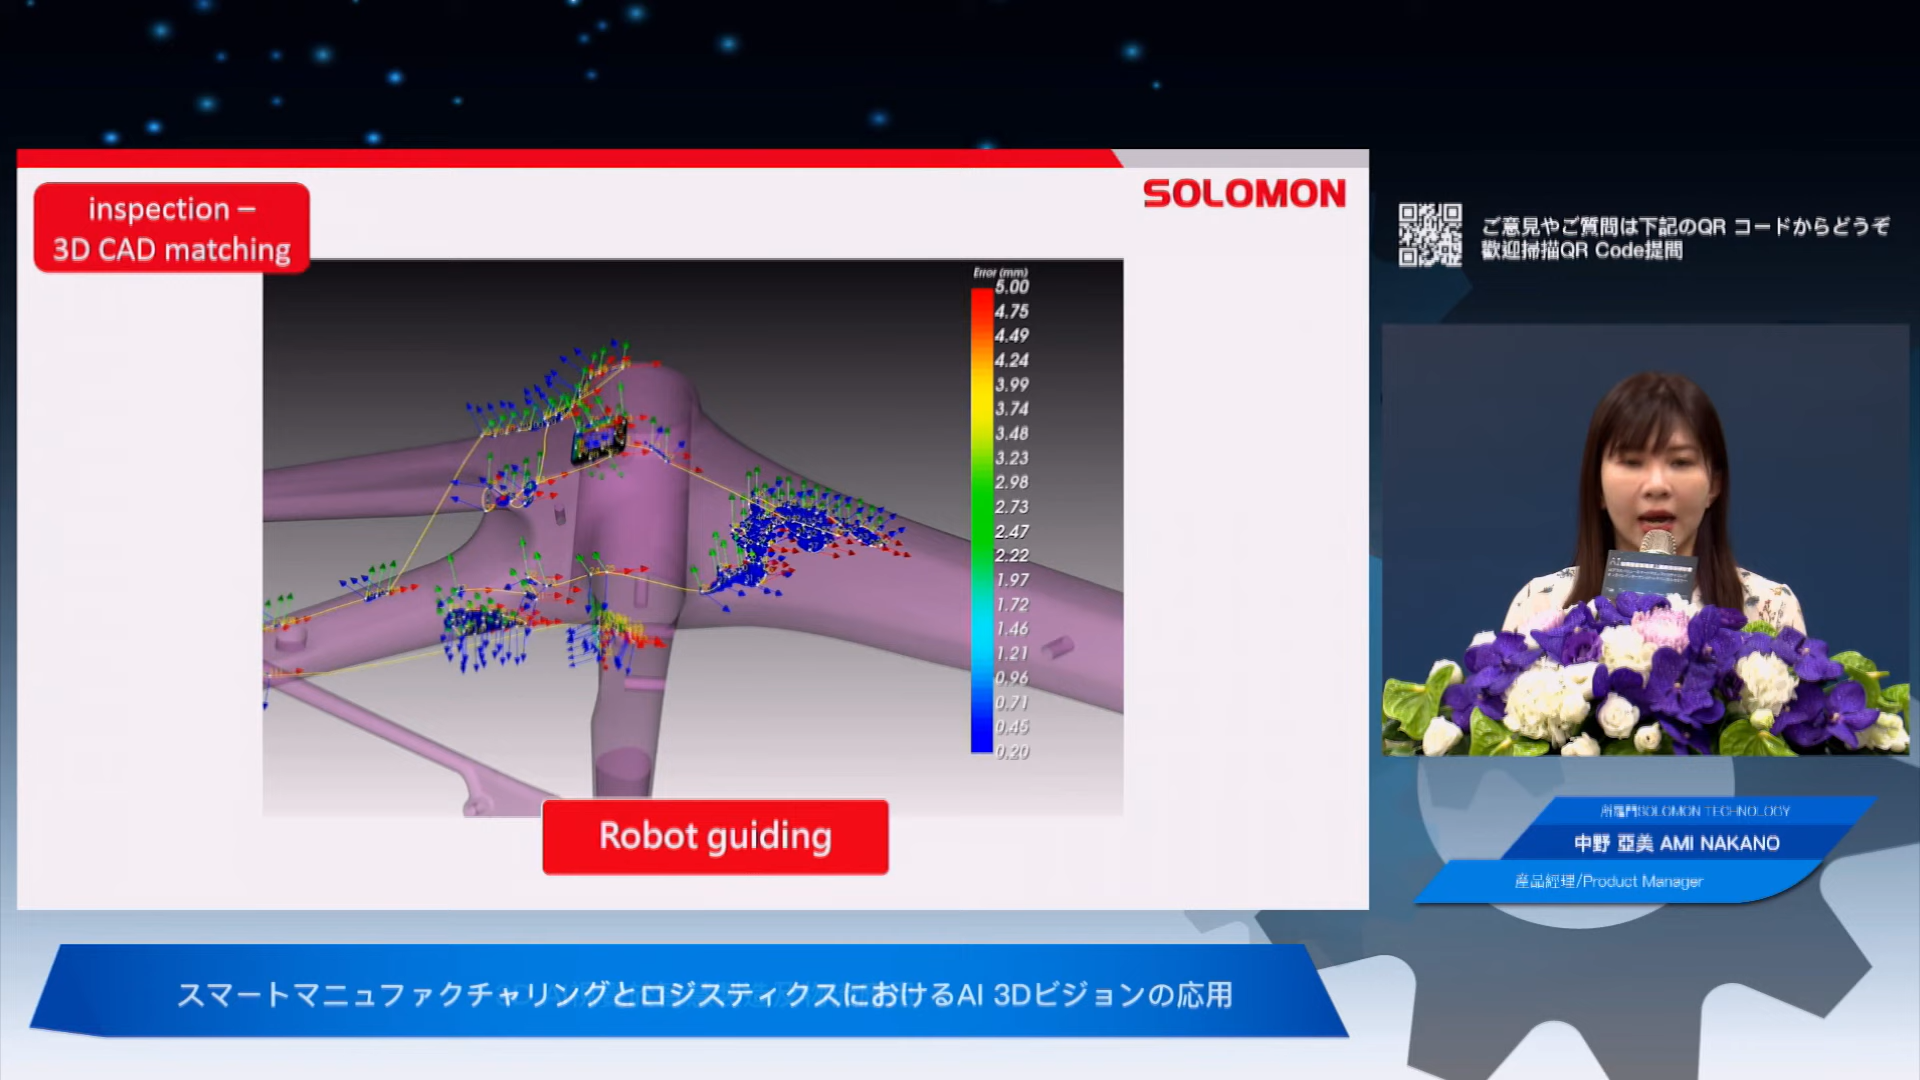 inspection –
3D CAD matching
SOLOMON
Error (mm)
5.00
4.75
4.49
4.24
3.99
3.74
3.48
3.23
2.98
2.73
2.47
2.22
1.97
1.72
1.46
1.21
0.96
0.71
0.45
0.20
Robot guiding
ご意見やご質問は下記のQR コードからどうぞ
歡迎掃描QR Code提問
SOLOMON TECHNOLOGY
中野 亞美 AMI NAKANO
產品經理/Product Manager
スマートマニュファクチャリングとロジスティクスにおけるAI 3Dビジョンの応用